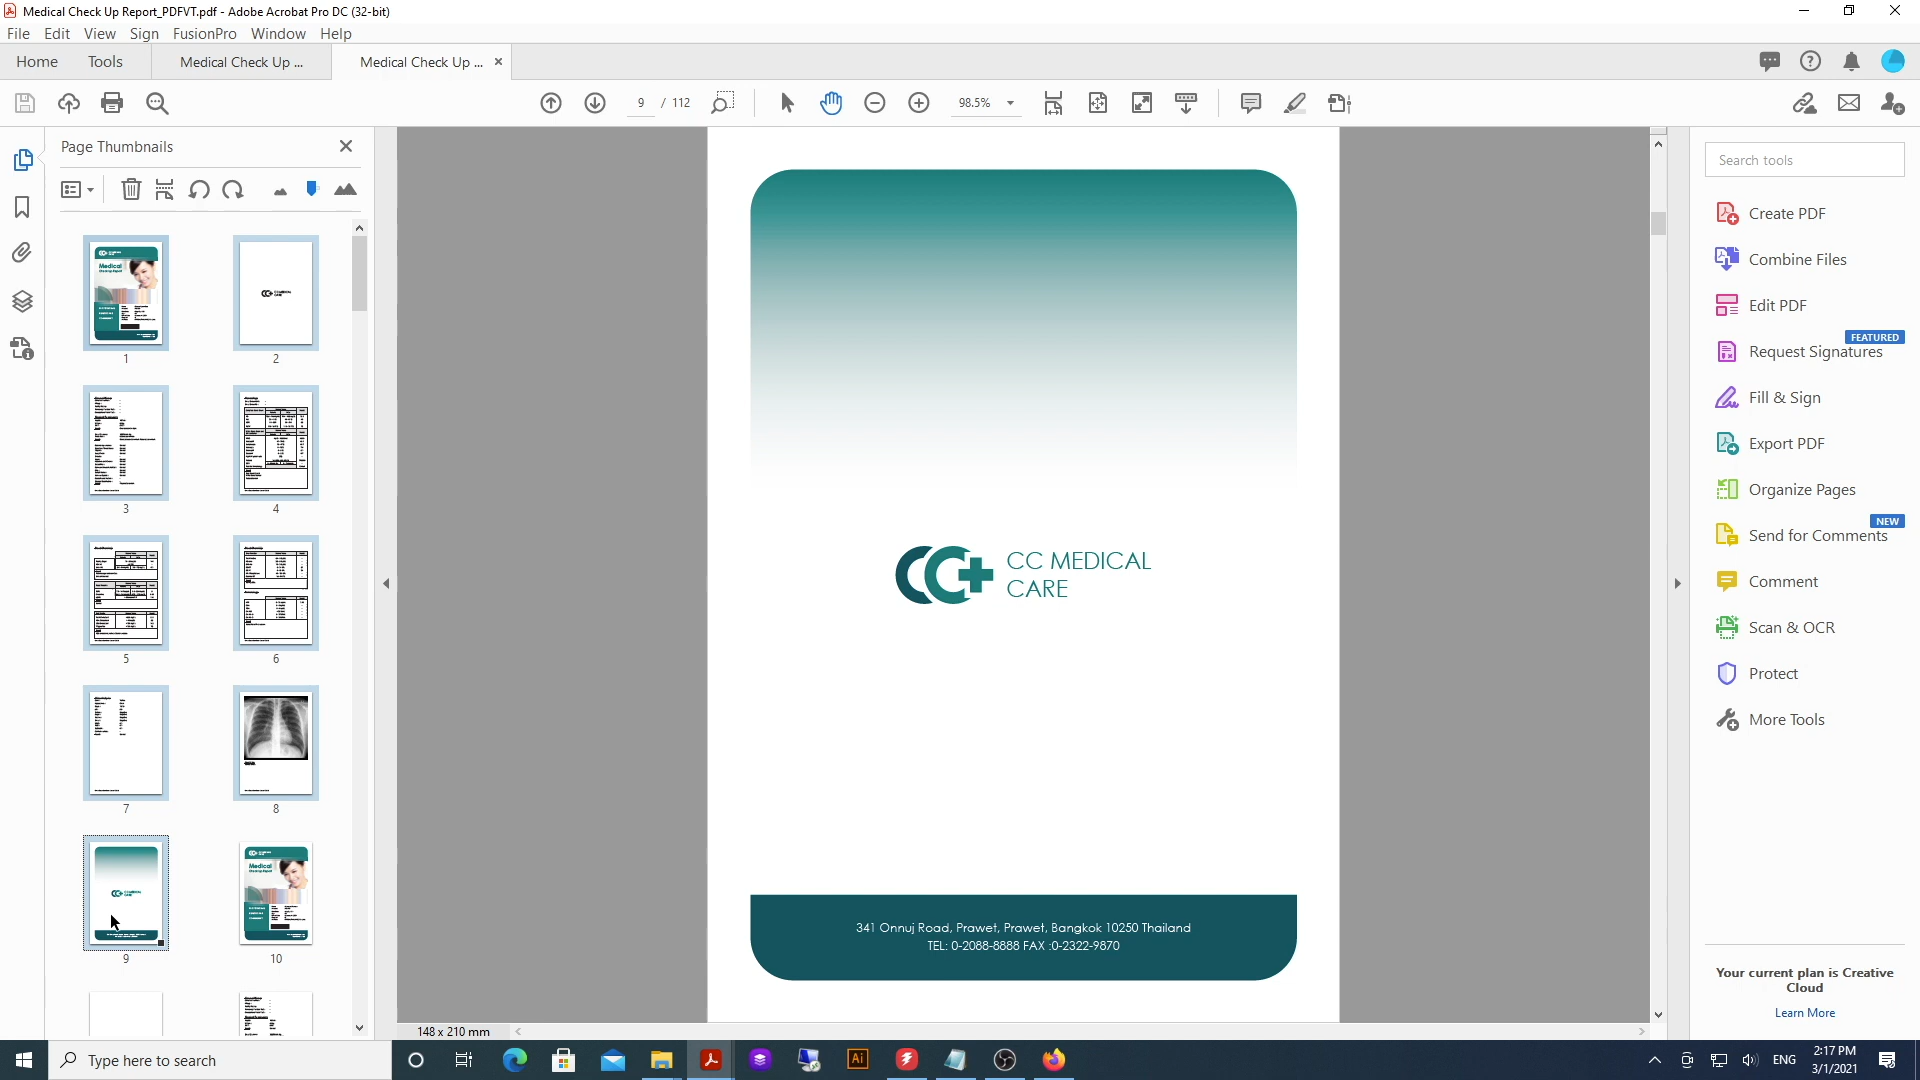 Medical Check Up Report_PDFVT.pdf - Adobe Acrobat Pro DC (32-bit)
File Edit View Sign FusionPro Window Help
Home Tools Medical Check Up ... Medical Check Up ...
9 / 112 98.5%
Page Thumbnails
Search tools
Create PDF
Combine Files
Edit PDF
FEATURED
Request Signatures
Fill & Sign
Export PDF
Organize Pages
NEW
Send for Comments
Comment
Scan & OCR
Protect
More Tools
Medical
1 2
3 4
5 6
7 8
Medical
9 10
CC MEDICAL
CARE
341 Onnuj Road, Prawet, Prawet, Bangkok 10250 Thailand
TEL: 0-2088-8888 FAX :0-2322-9870
Your current plan is Creative
Cloud
Learn More
148 x 210 mm
Type here to search
Ai
ENG
2:17 PM
3/1/2021